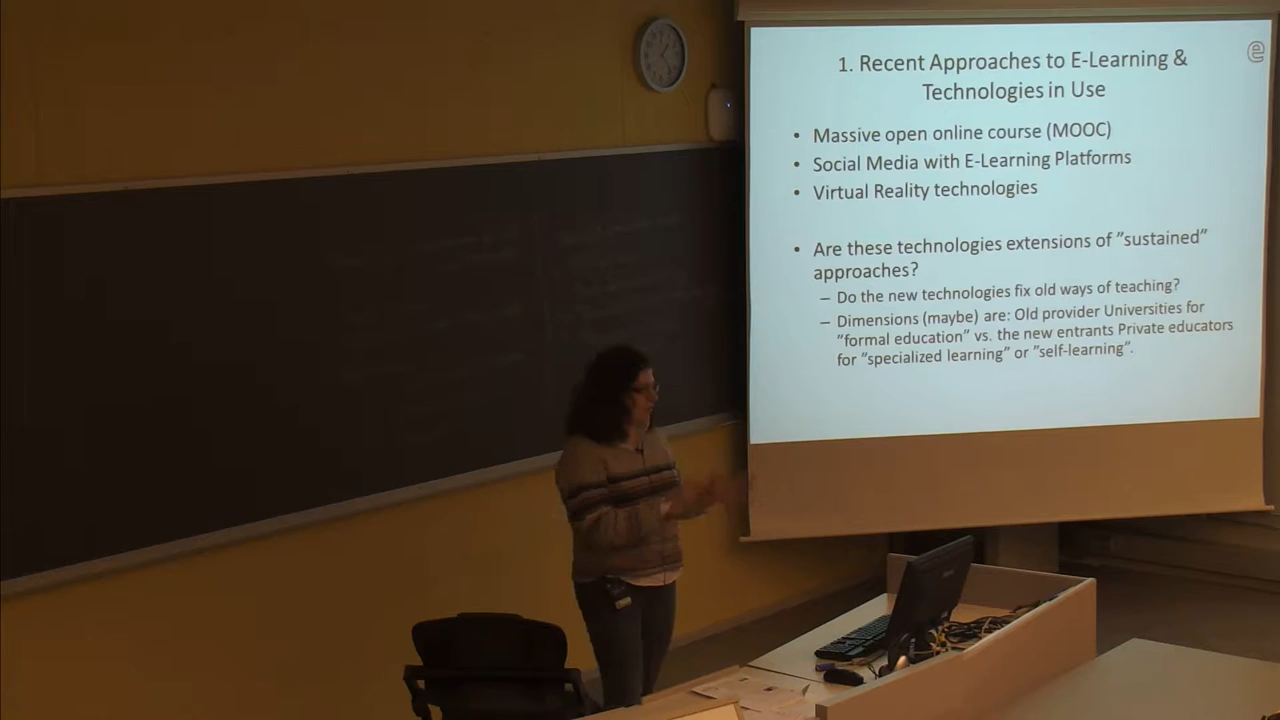 1. Recent Approaches to E-Learning &
Technologies in Use
• Massive open online course (MOOC)
• Social Media with E-Learning Platforms
• Virtual Reality technologies
• Are these technologies extensions of ”sustained”
approaches?
– Do the new technologies fix old ways of teaching?
– Dimensions (maybe) are: Old provider Universities for
”formal education” vs. the new entrants Private educators
for ”specialized learning” or ”self-learning”.